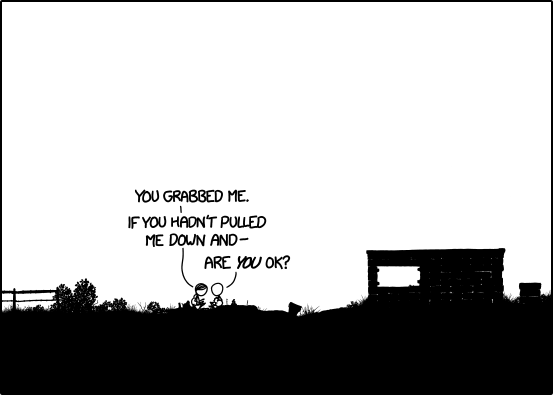 YOU GRABBED ME.
IF YOU HADN'T PULLED
ME DOWN AND—
ARE YOU OK?